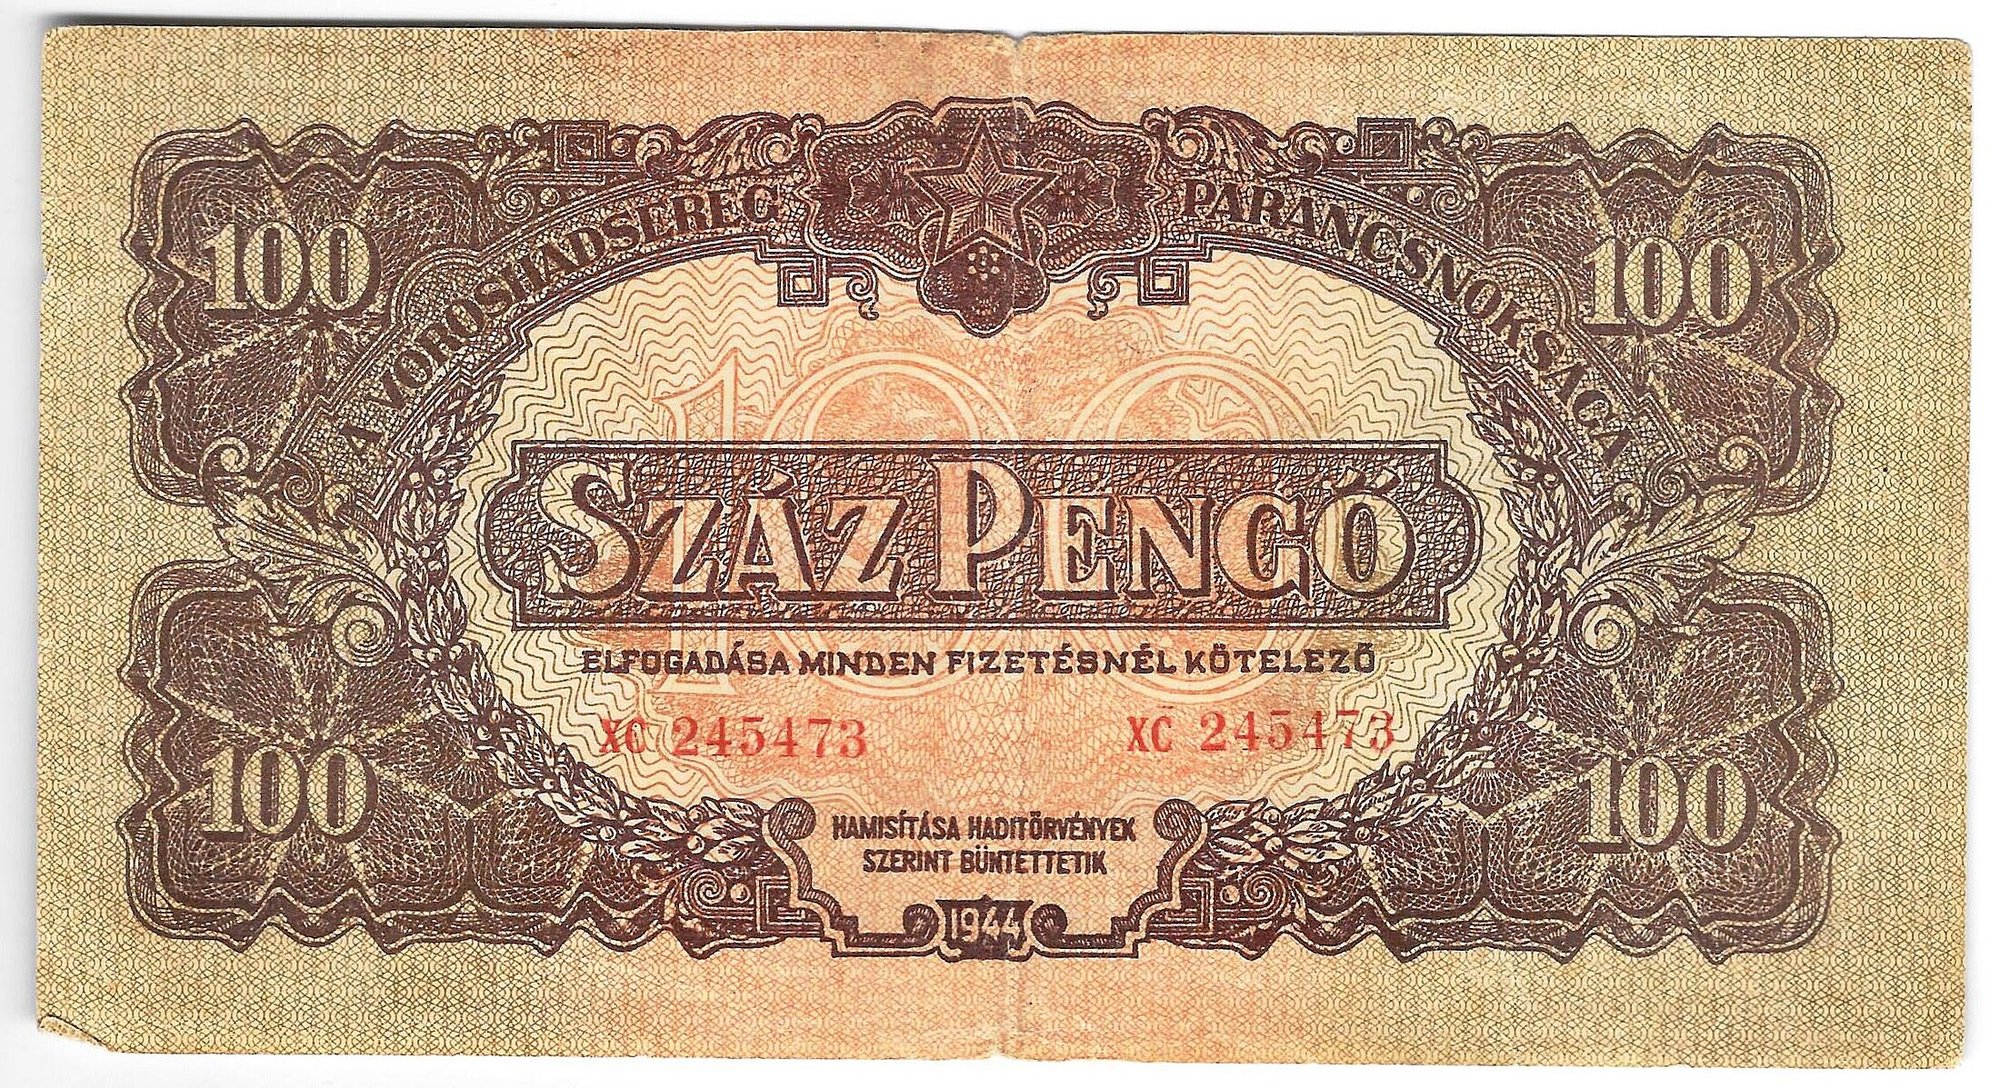 A VÖRÖSHADSEREG PARANCSNOKSÁGA
100 100
100
SZÁZ PENGŐ
ELFOGADÁSA MINDEN FIZETÉSNÉL KÖTELEZŐ
XC 245473 XC 245473
100 100
HAMISÍTÁSA HADITÖRVÉNYEK
SZERINT BÜNTETTETIK
1944